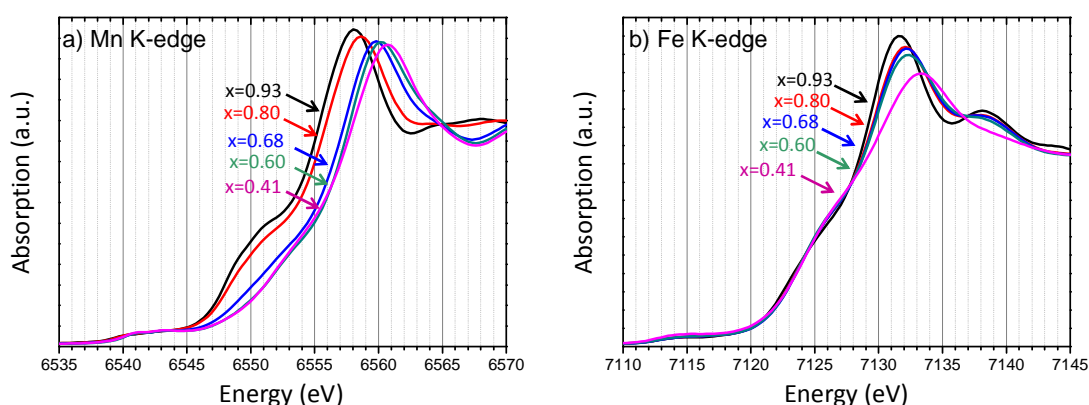 a) Mn K-edge
Absorption (a.u.)
x=0.93
x=0.80
x=0.68
x=0.60
x=0.41
6535 6540 6545 6550 6555 6560 6565 6570
Energy (eV)
b) Fe K-edge
Absorption (a.u.)
x=0.93
x=0.80
x=0.68
x=0.60
x=0.41
7110 7115 7120 7125 7130 7135 7140 7145
Energy (eV)